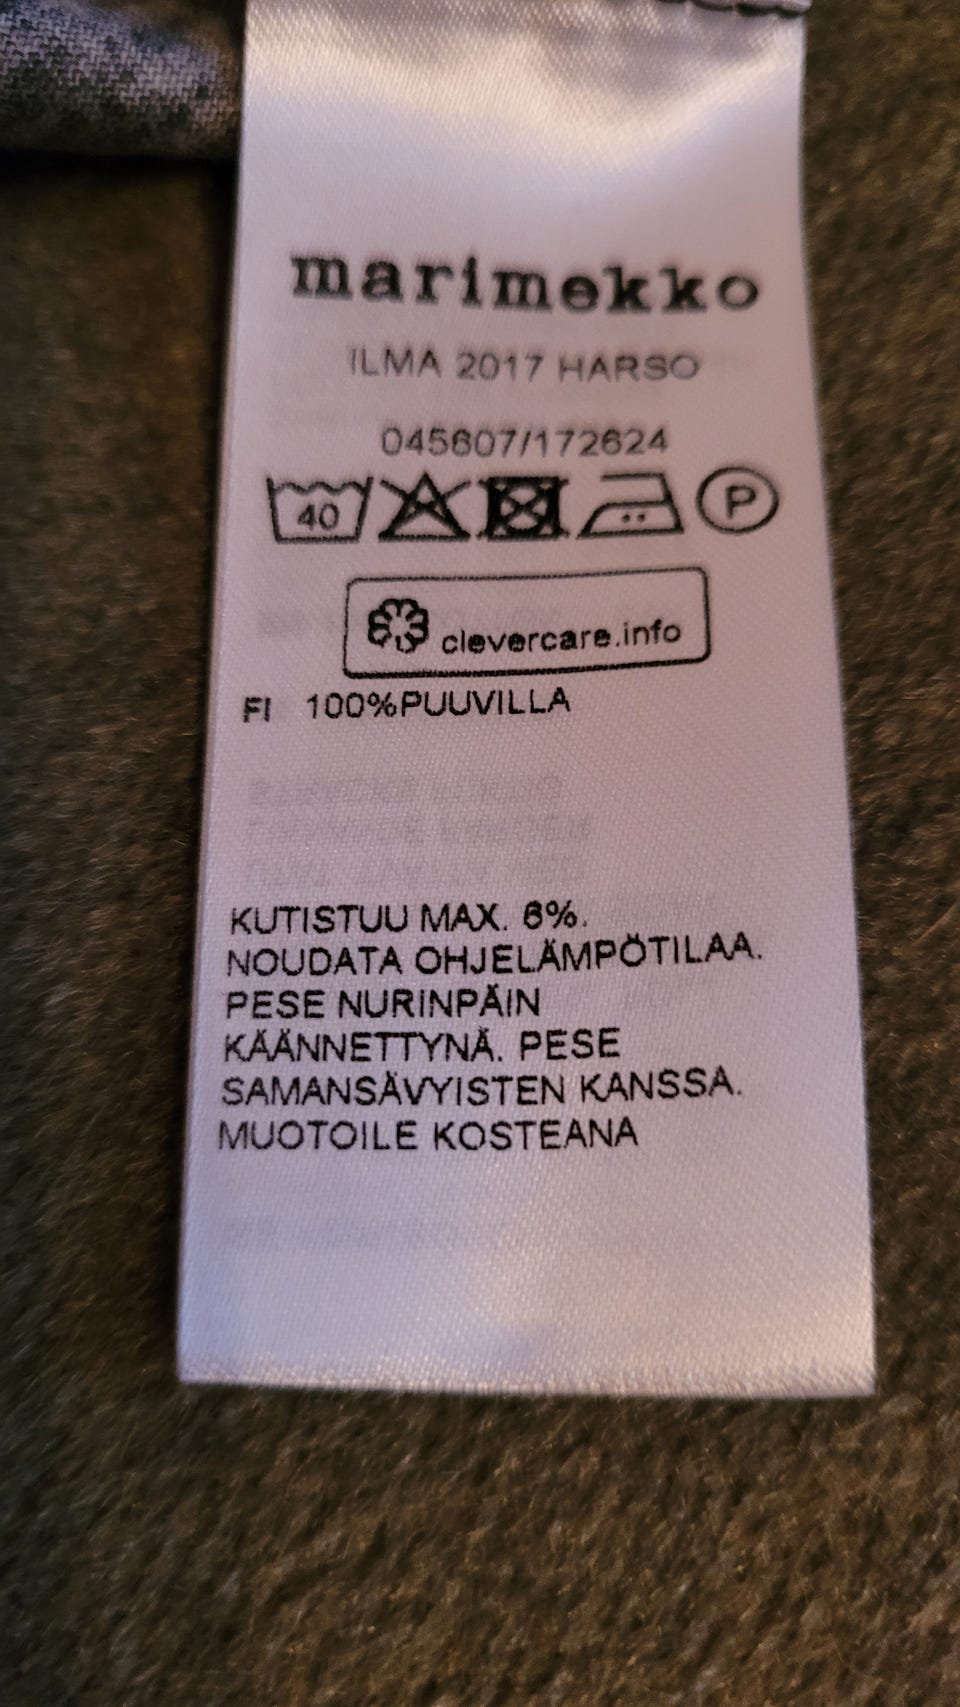 marimekko
ILMA 2017 HARSO
045607/172624
40
P
clevercare.info
FI 100%PUUVILLA
KUTISTUU MAX. 6%.
NOUDATA OHJELÄMPÖTILAA.
PESE NURINPÄIN
KÄÄNNETTYNÄ. PESE
SAMANSÄVYISTEN KANSSA.
MUOTOILE KOSTEANA